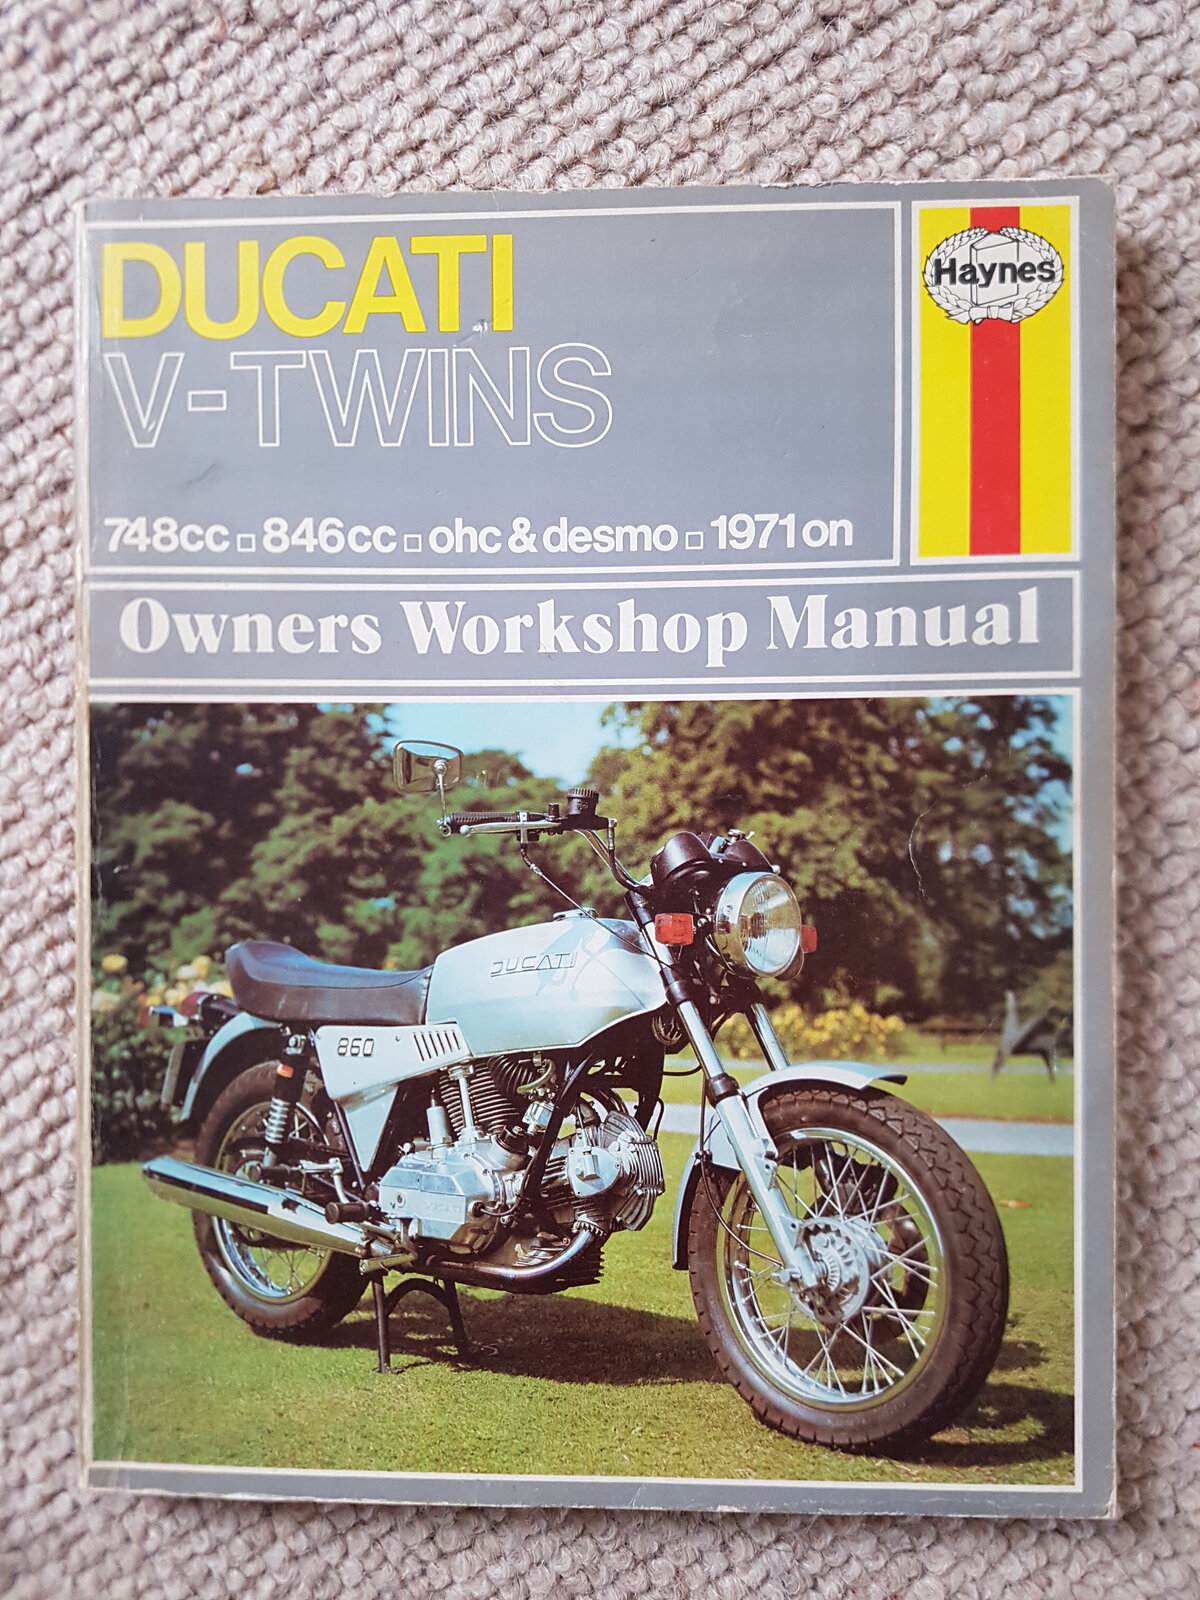 DUCATI
V-TWINS
748cc □ 846cc □ ohc & desmo □ 1971 on
Haynes
Owners Workshop Manual
DUCATI
860